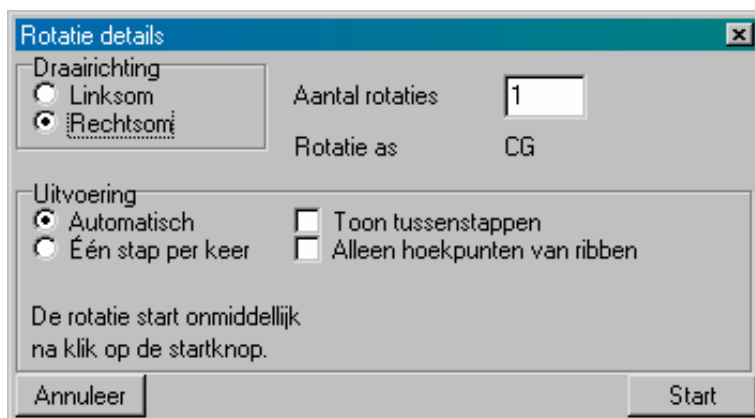 Rotatie details
Draairichting
Linksom
Rechtsom
Aantal rotaties 1
Rotatie as CG
Uitvoering
Automatisch
Één stap per keer
Toon tussenstappen
Alleen hoekpunten van ribben
De rotatie start onmiddellijk
na klik op de startknop.
Annuleer
Start